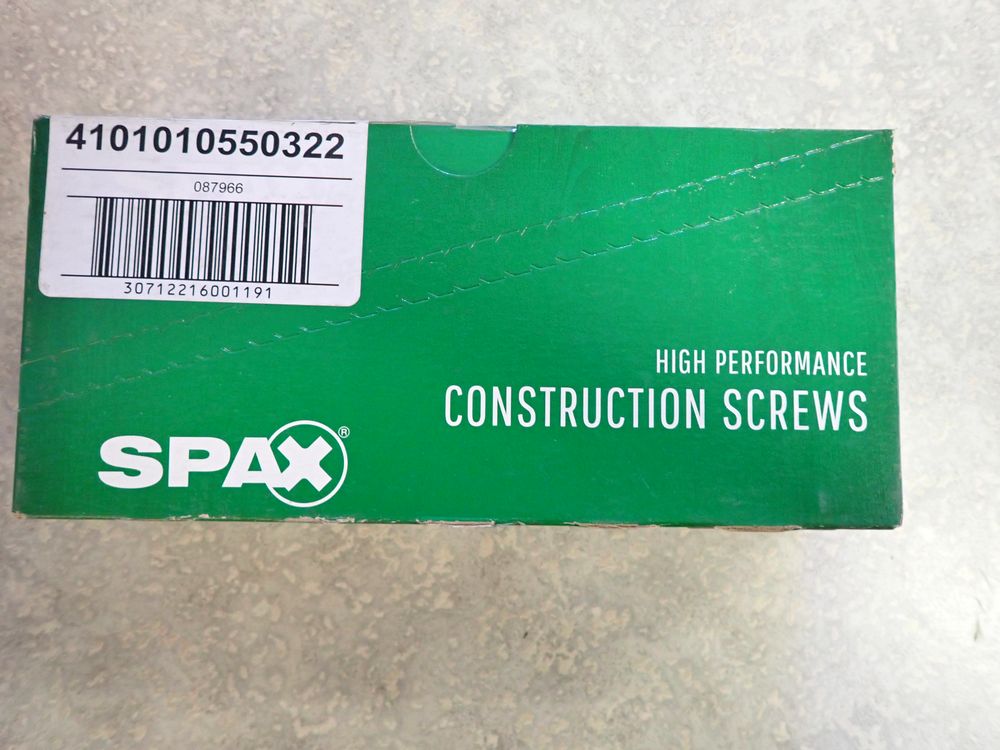 4101010550322
087966
30712216001191
HIGH PERFORMANCE
CONSTRUCTION SCREWS
SPAX®